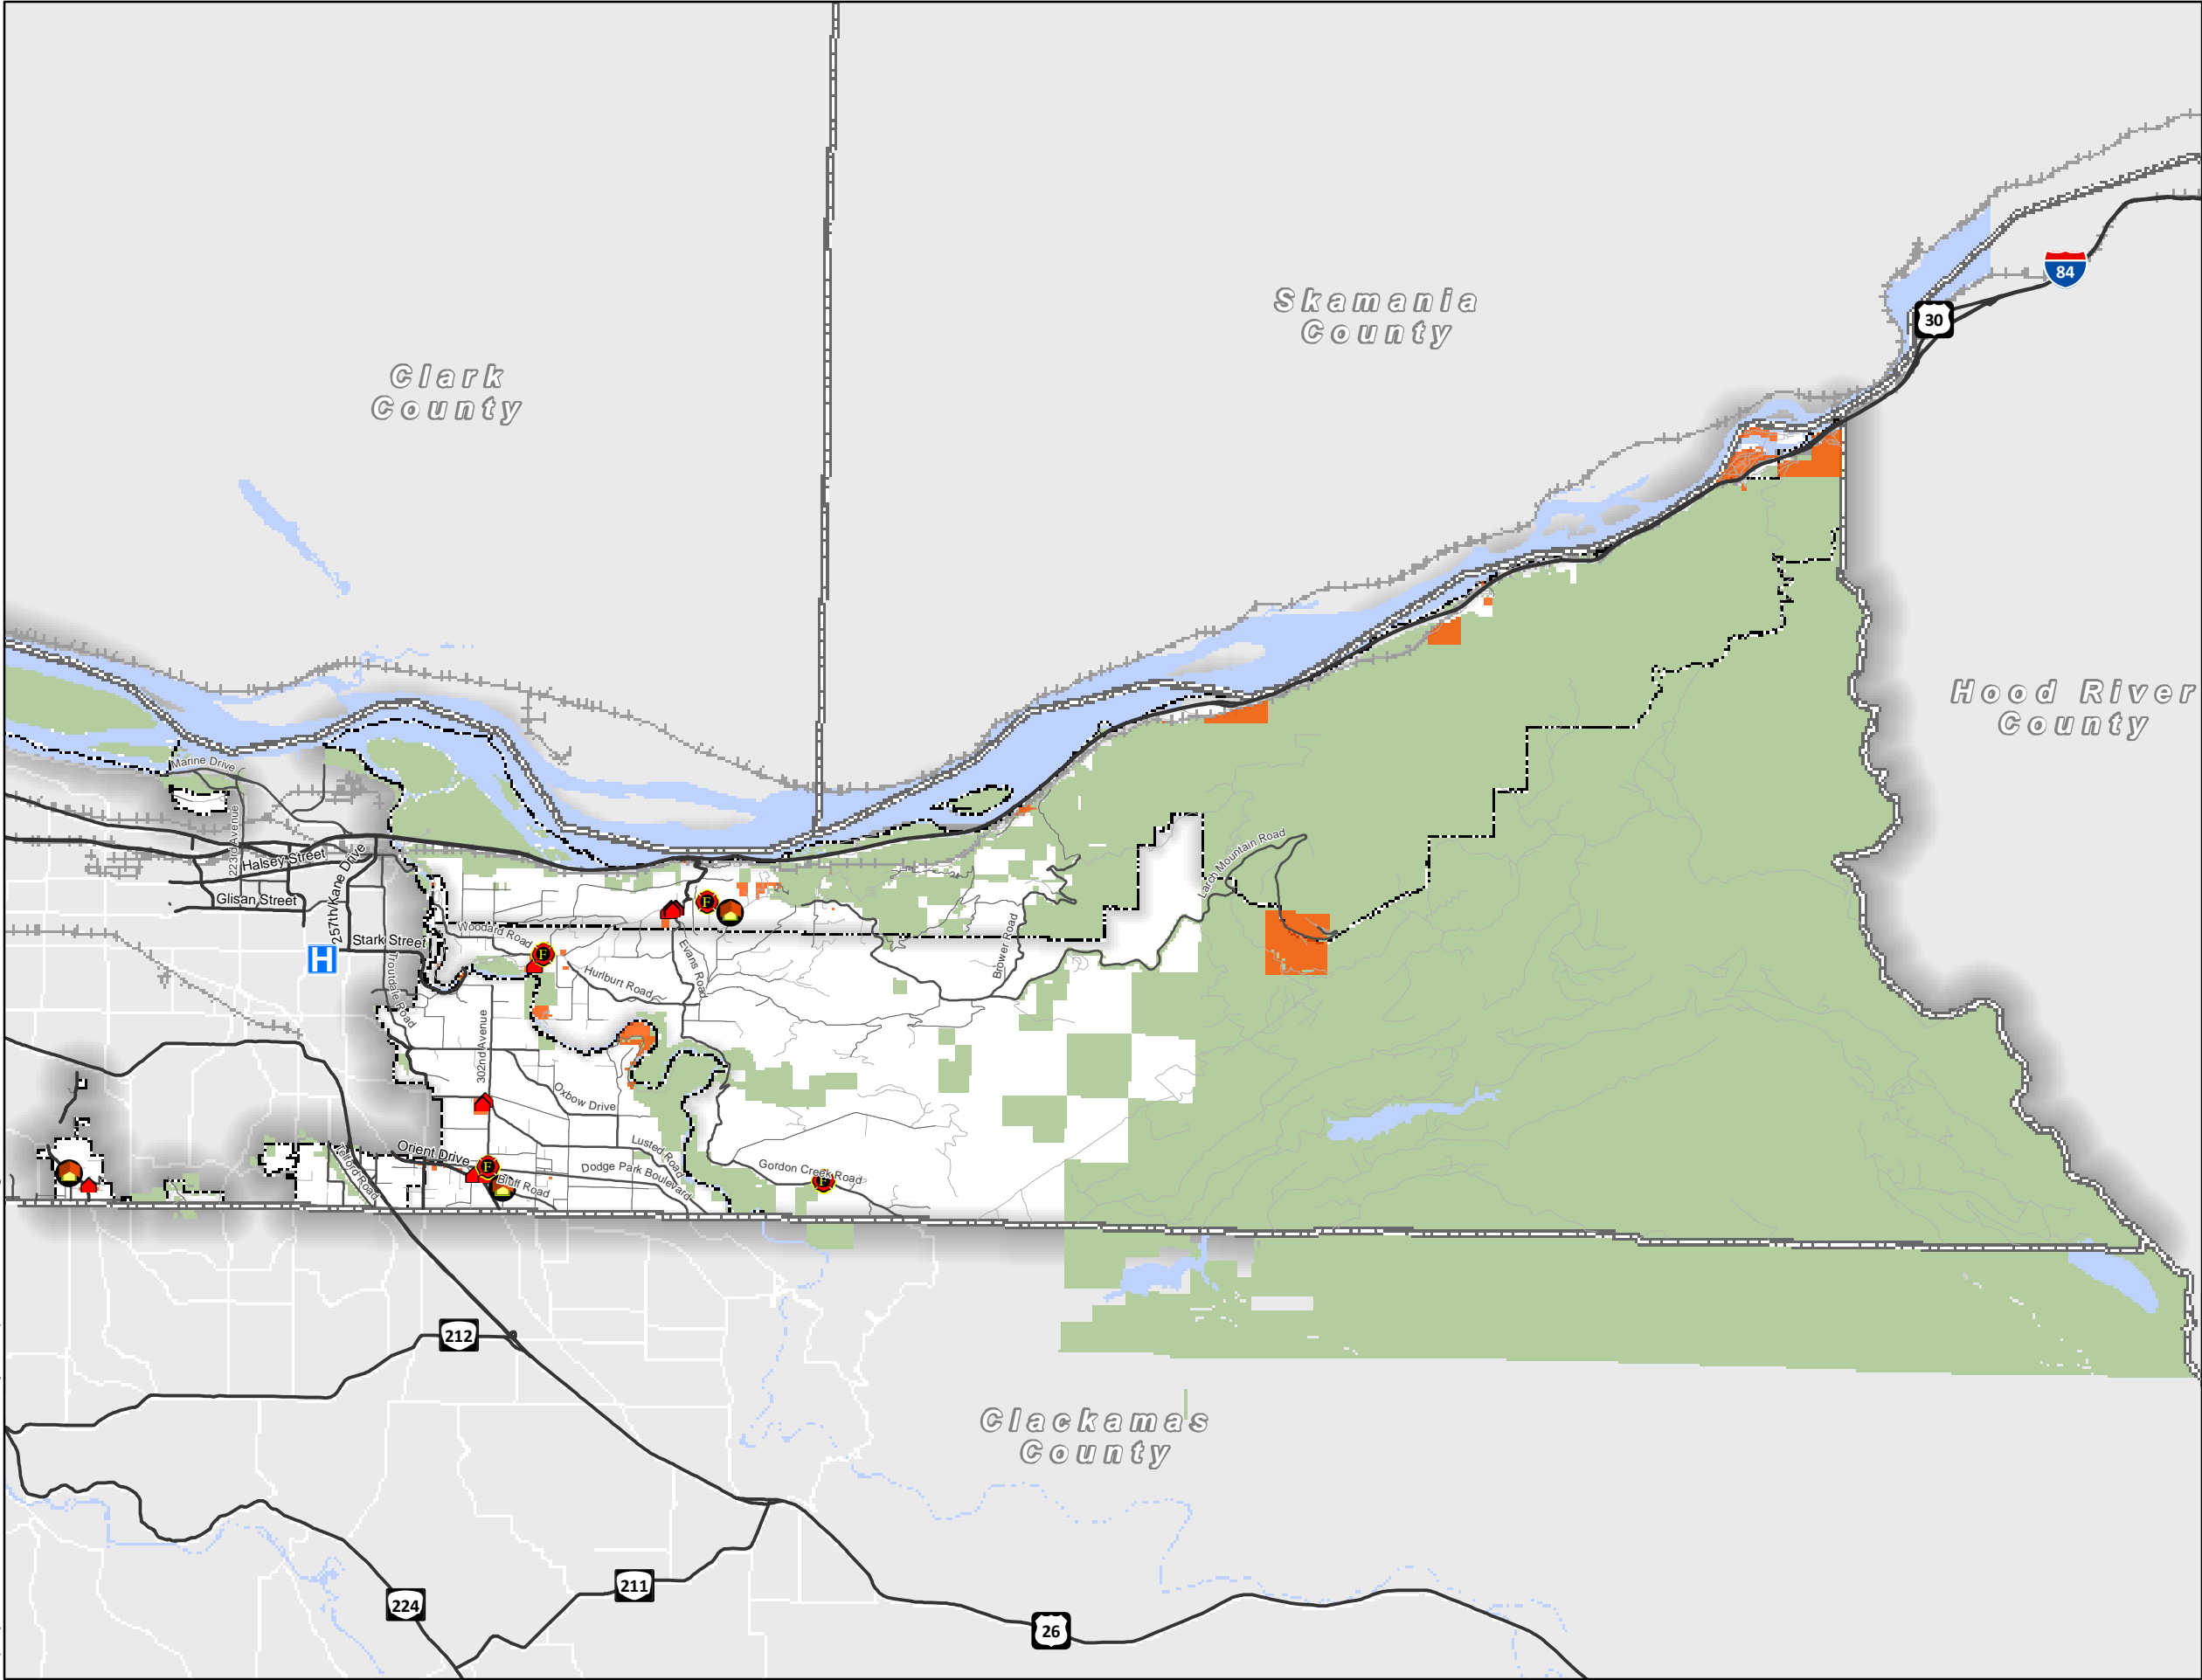 84
Skamania
County
30
Clark
County
Hood River
County
Marine Drive
223rd Avenue
Halsey Street
257th/Kane Drive
Glisan Street
Larch Mountain Road
Stark Street
Woodard Road
H
F
F
Evans Road
Brower Road
Hurlburt Road
Troutdale Road
302nd Avenue
Oxbow Drive
Lusted Road
Orient Drive
Telford Road
F
Bluff Road
Dodge Park Boulevard
Gordon Creek Road
F
212
Clackamas
County
211
224
26